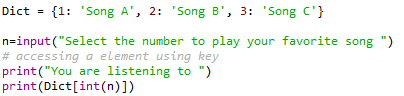 Dict = {1: 'Song A', 2: 'Song B', 3: 'Song C'}
n=input("Select the number to play your favorite song ")
# accessing a element using key
print("You are listening to ")
print(Dict[int(n)])